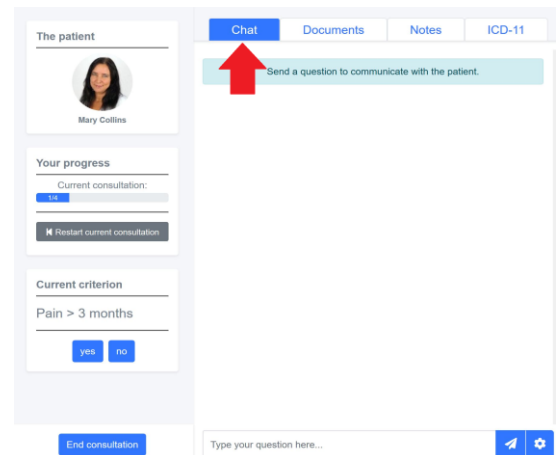 The patient
Mary Collins
Your progress
Current consultation:
1/4
Restart current consultation
Current criterion
Pain > 3 months
yes no
End consultation
Chat Documents Notes ICD-11
Send a question to communicate with the patient.
Type your question here...